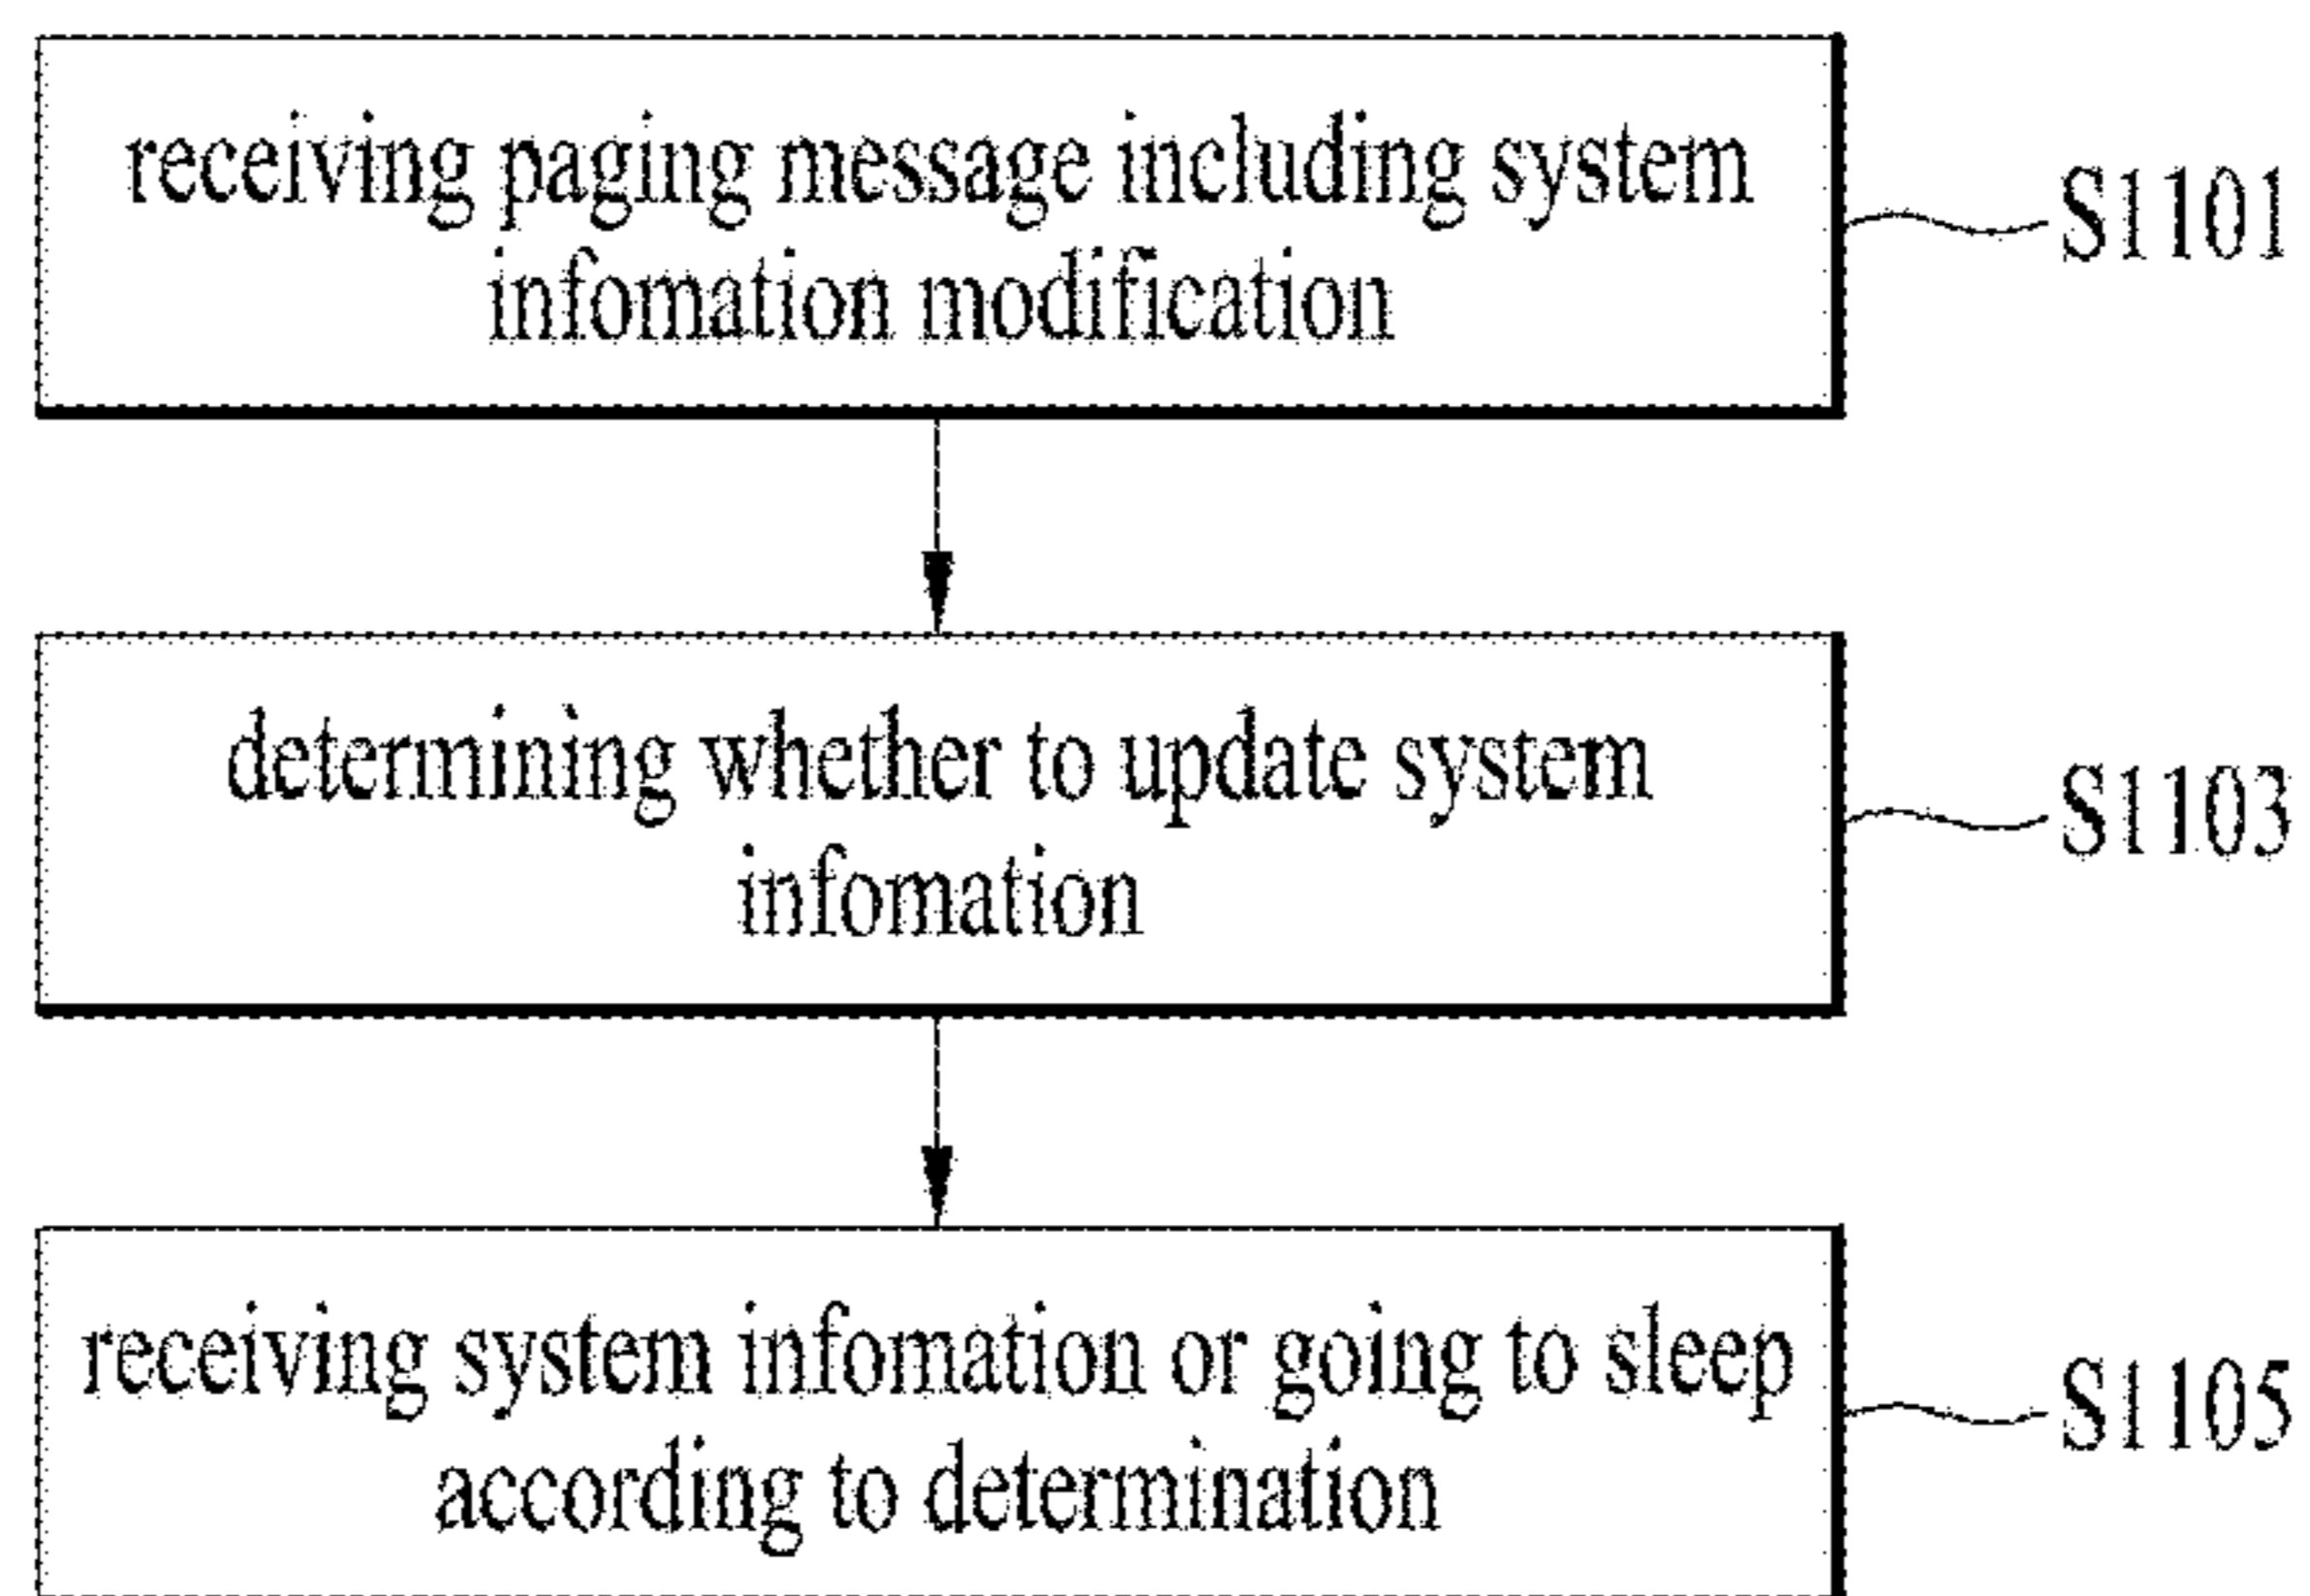 receiving paging message including system
infomation modification
S1101
determining whether to update system
infomation
S1103
receiving system infomation or going to sleep
according to determination
S1105